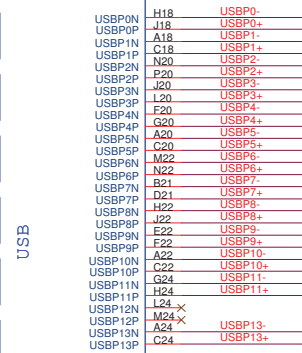 USBP0N H18 USBP0-
USBP0P J18 USBP0+
USBP1N A18 USBP1-
USBP1P C18 USBP1+
USBP2N N20 USBP2-
USBP2P P20 USBP2+
USBP3N J20 USBP3-
USBP3P L20 USBP3+
USBP4N F20 USBP4-
USBP4P G20 USBP4+
USBP5N A20 USBP5-
USBP5P C20 USBP5+
USBP6N M22 USBP6-
USBP6P N22 USBP6+
USBP7N B21 USBP7-
USBP7P D21 USBP7+
USBP8N H22 USBP8-
USBP8P J22 USBP8+
USBP9N E22 USBP9-
USBP9P F22 USBP9+
USBP10N A22 USBP10-
USBP10P C22 USBP10+
USBP11N G24 USBP11-
USBP11P H24 USBP11+
USBP12N L24
USBP12P M24
USBP13N A24 USBP13-
USBP13P C24 USBP13+
USB